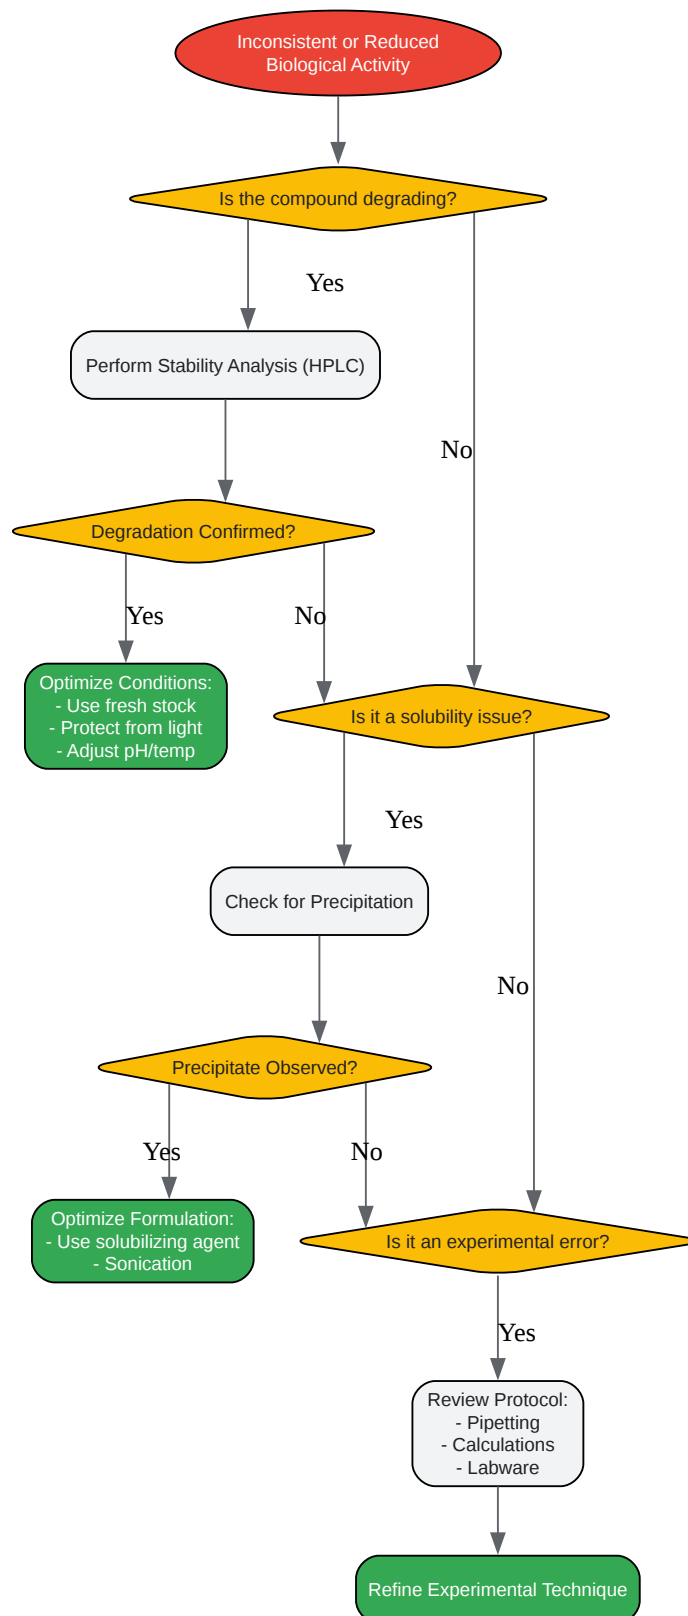 Inconsistent or Reduced
Biological Activity
Is the compound degrading?
Yes
Perform Stability Analysis (HPLC)
No
Degradation Confirmed?
Yes
No
Optimize Conditions:
- Use fresh stock
- Protect from light
- Adjust pH/temp
Is it a solubility issue?
Yes
Check for Precipitation
No
Precipitate Observed?
Yes
No
Optimize Formulation:
- Use solubilizing agent
- Sonication
Is it an experimental error?
Yes
Review Protocol:
- Pipetting
- Calculations
- Labware
Refine Experimental Technique